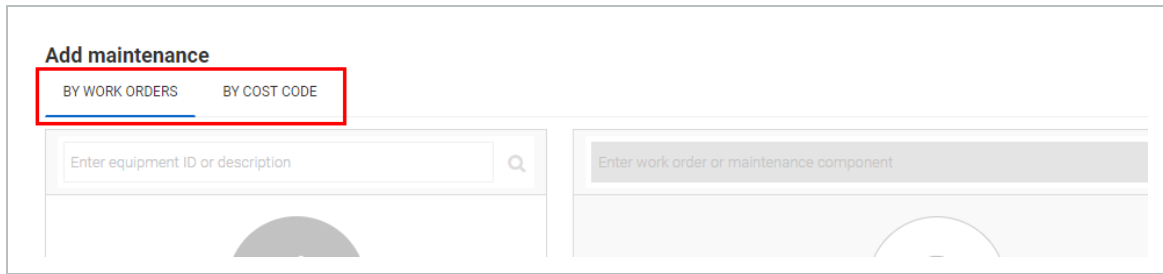 Add maintenance
BY WORK ORDERS BY COST CODE
Enter equipment ID or description Enter work order or maintenance component